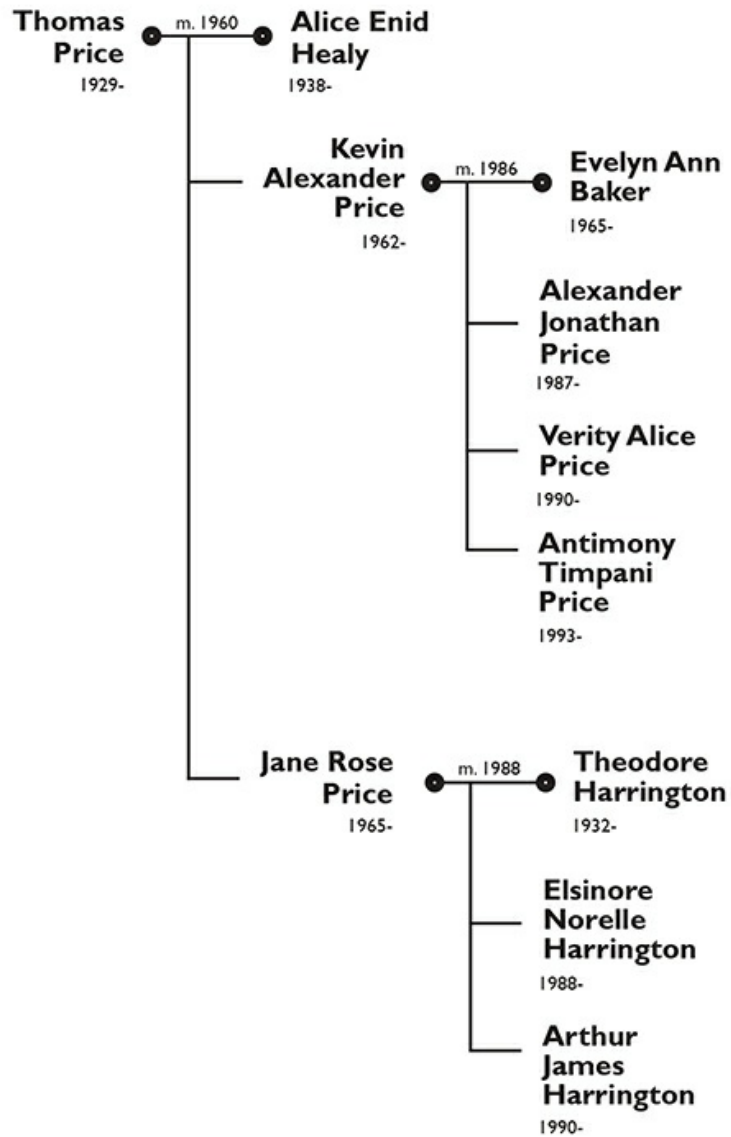 Thomas
Price
1929-
m. 1960
Alice Enid
Healy
1938-
Kevin
Alexander
Price
1962-
m. 1986
Evelyn Ann
Baker
1965-
Alexander
Jonathan
Price
1987-
Verity Alice
Price
1990-
Antimony
Timpani
Price
1993-
Jane Rose
Price
1965-
m. 1988
Theodore
Harrington
1932-
Elsinore
Norelle
Harrington
1988-
Arthur
James
Harrington
1990-